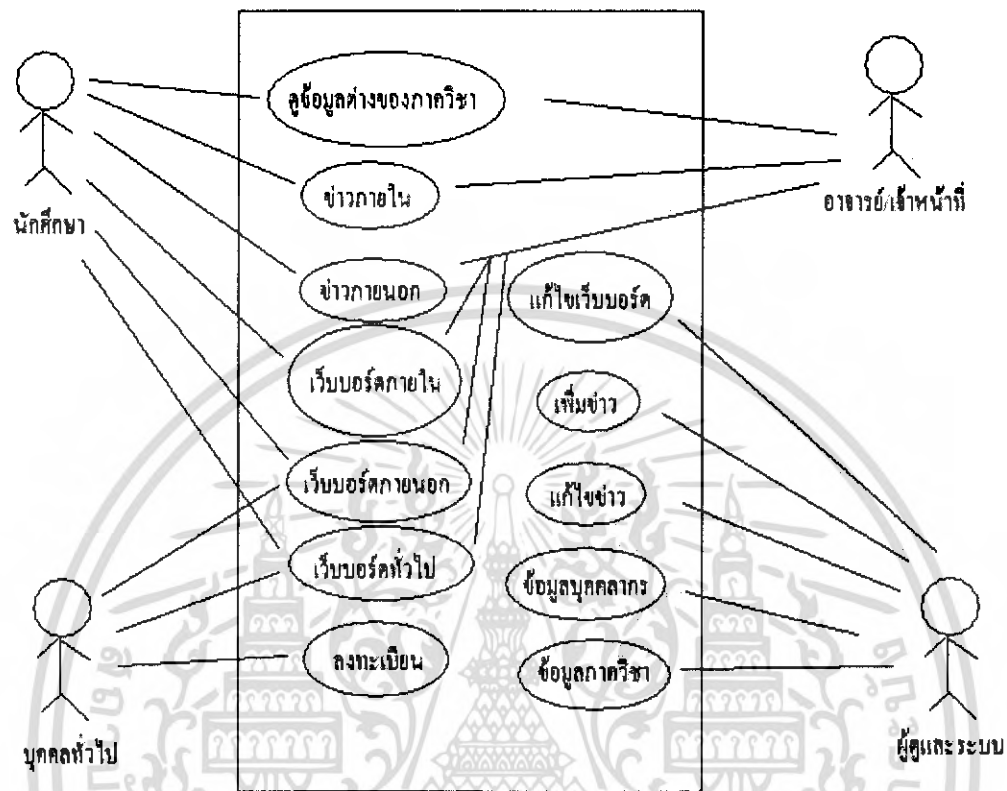 ดูข้อมูลต่างของภาควิชา
ข่าวภายใน
นักศึกษา
อาจารย์/เจ้าหน้าที่
ข่าวภายนอก
แก้ไขเว็บบอร์ด
เว็บบอร์ดภายใน
เพิ่มข่าว
เว็บบอร์ดภายนอก
แก้ไขข่าว
เว็บบอร์ดทั่วไป
ข้อมูลบุคคลากร
ลงทะเบียน
ข้อมูลภาควิชา
บุคคลทั่วไป
ผู้ดูและระบบ